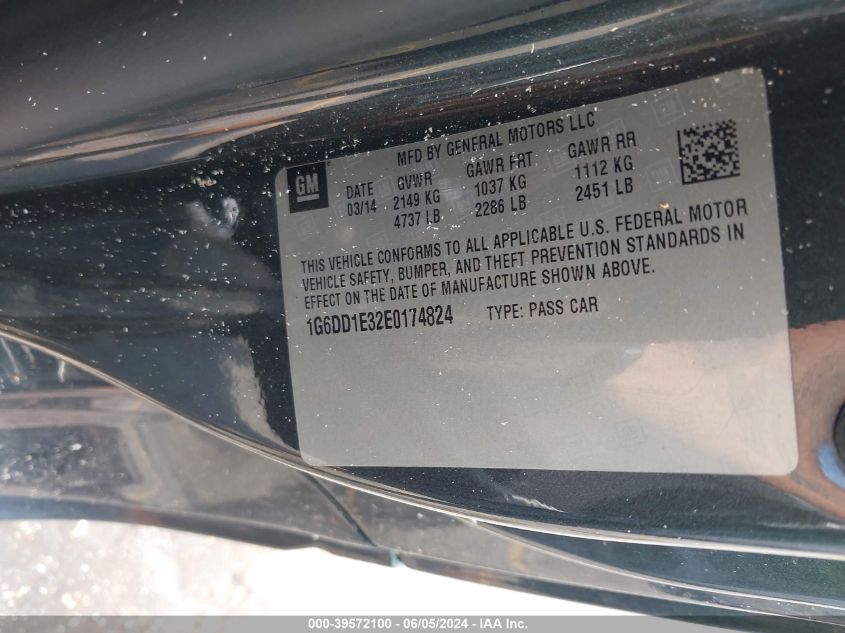 MFD BY GENERAL MOTORS LLC
GM
DATE GVWR GAWR FRT GAWR RR
03/14 2149 KG 1037 KG 1112 KG
4737 LB 2286 LB 2451 LB
THIS VEHICLE CONFORMS TO ALL APPLICABLE U.S. FEDERAL MOTOR
VEHICLE SAFETY, BUMPER, AND THEFT PREVENTION STANDARDS IN
EFFECT ON THE DATE OF MANUFACTURE SHOWN ABOVE.
1G6DD1E32E0174824 TYPE: PASS CAR
000-39572100 - 06/05/2024 - IAA Inc.